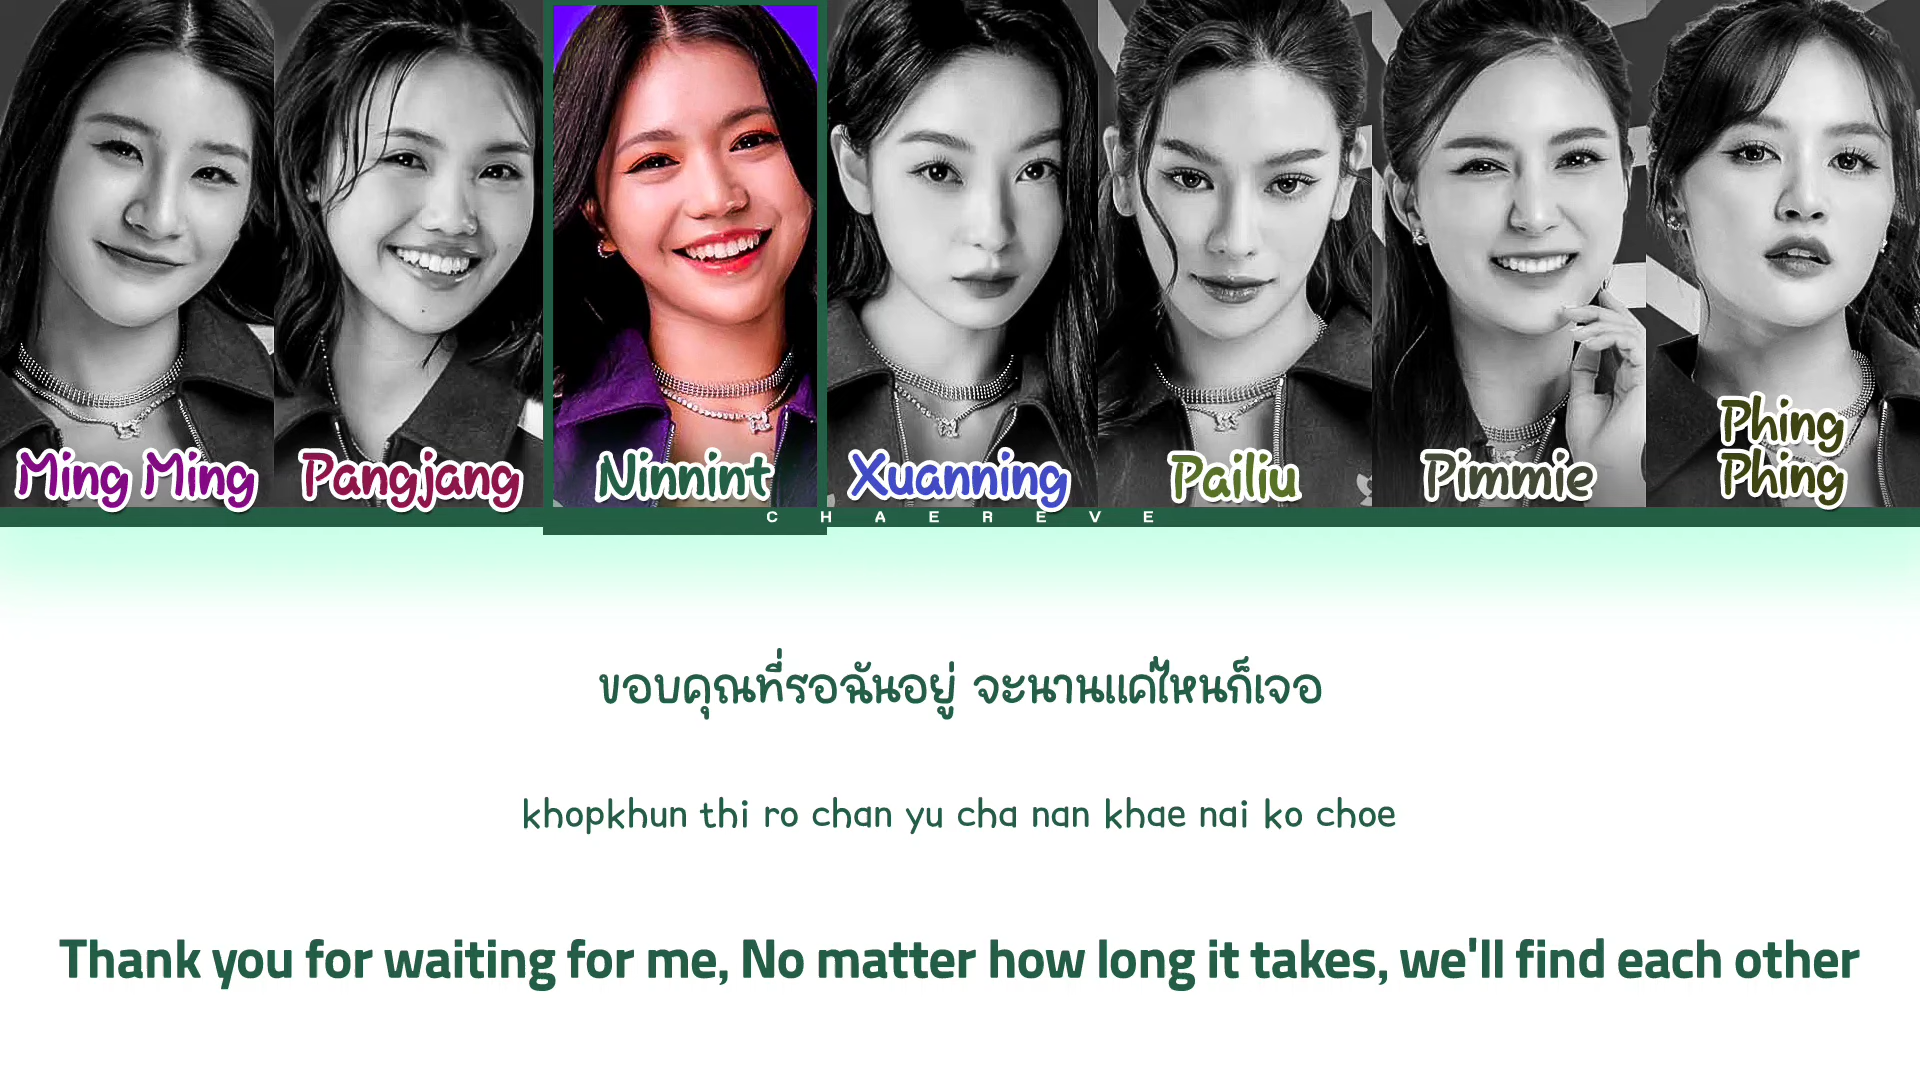 Ming Ming
Pangjang
Ninnint
Xuanning
Pailiu
Pimmie
Phing
Phing
CHAEREVE
ขอบคุณที่รอฉันอยู่ จะนานแค่ไหนก็เจอ
khopkhun thi ro chan yu cha nan khae nai ko choe
Thank you for waiting for me, No matter how long it takes, we'll find each other